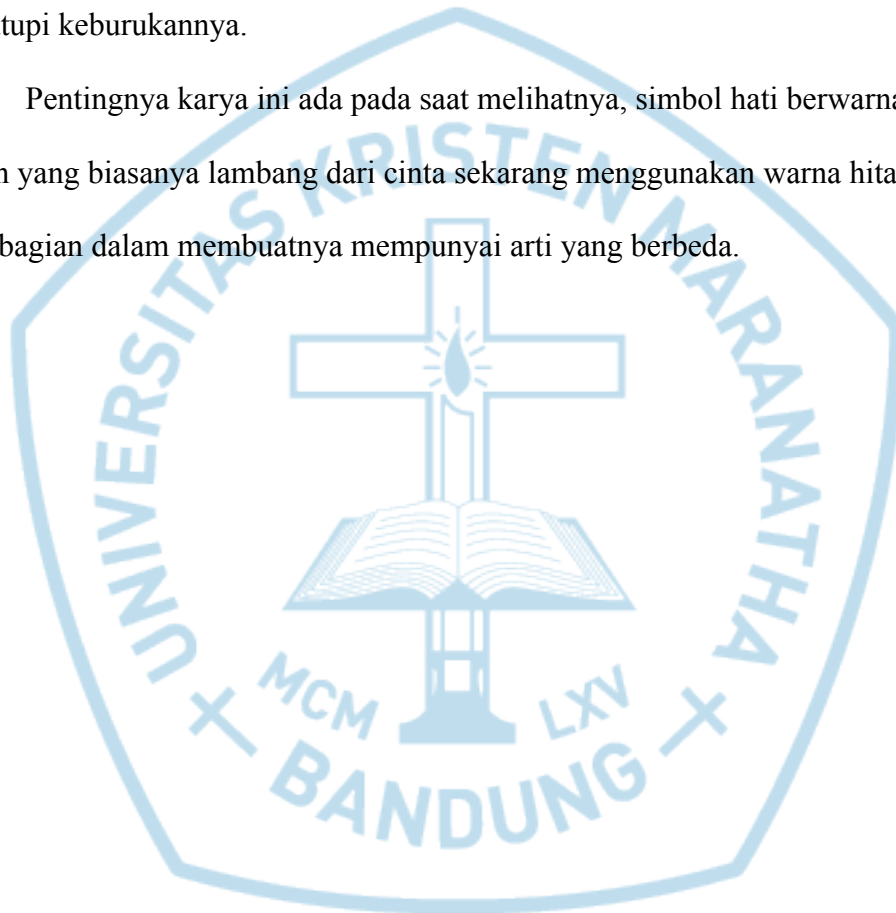 tupi keburukannya.
Pentingnya karya ini ada pada saat melihatnya, simbol hati berwarna
yang biasanya lambang dari cinta sekarang menggunakan warna hita
bagian dalam membuatnya mempunyai arti yang berbeda.
UNIVERSITAS KRISTEN MARANATHA
MCM LXV
BANDUNG